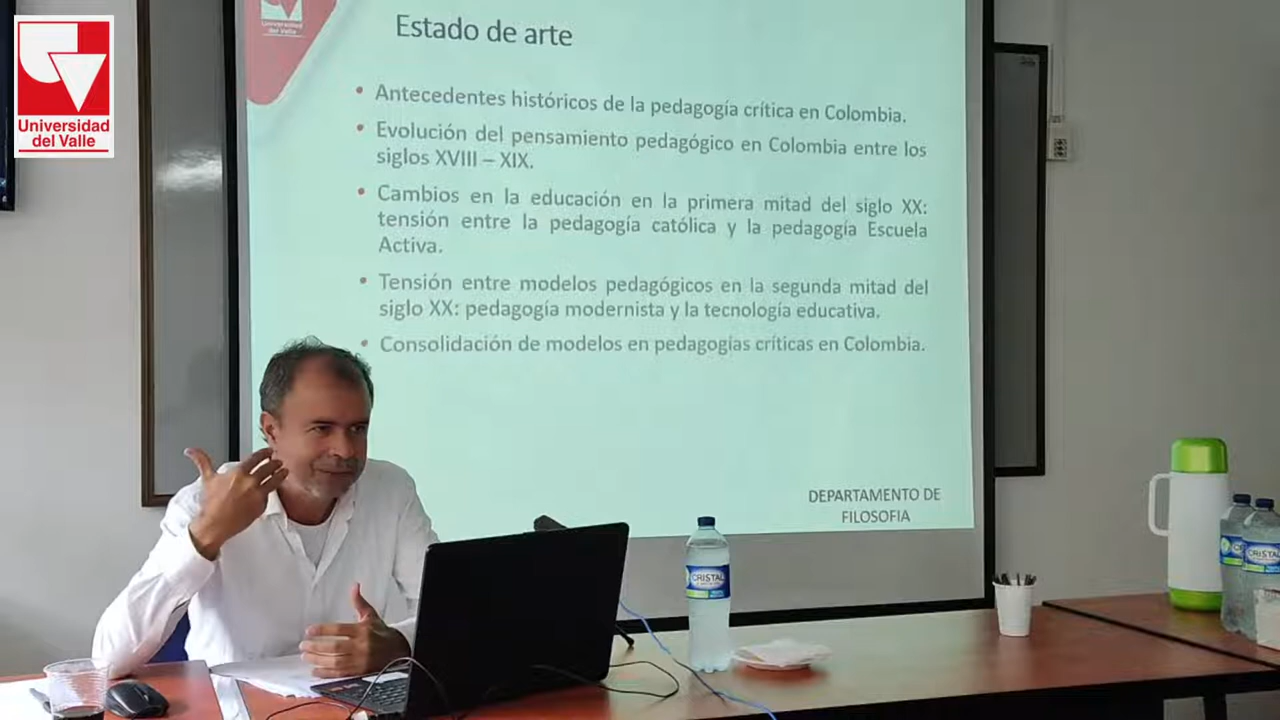 Universidad
del Valle
Universidad
del Valle
Estado de arte
• Antecedentes históricos de la pedagogía crítica en Colombia.
• Evolución del pensamiento pedagógico en Colombia entre los
siglos XVIII – XIX.
• Cambios en la educación en la primera mitad del siglo XX:
tensión entre la pedagogía católica y la pedagogía Escuela
Activa.
• Tensión entre modelos pedagógicos en la segunda mitad del
siglo XX: pedagogía modernista y la tecnología educativa.
• Consolidación de modelos en pedagogías críticas en Colombia.
DEPARTAMENTO DE
FILOSOFIA
CRISTAL